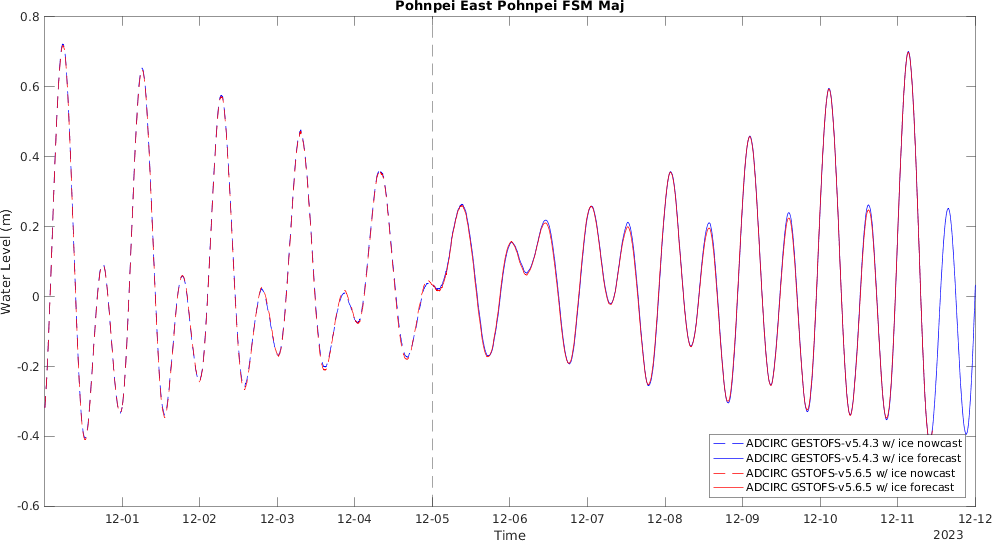 Pohnpei East Pohnpei FSM Maj
0.8
0.6
0.4
0.2
0
-0.2
-0.4
-0.6
Water Level (m)
12-01 12-02 12-03 12-04 12-05 12-06 12-07 12-08 12-09 12-10 12-11 12-12
Time
2023
ADCIRC GESTOFS-v5.4.3 w/ ice nowcast
ADCIRC GESTOFS-v5.4.3 w/ ice forecast
ADCIRC GSTOFS-v5.6.5 w/ ice nowcast
ADCIRC GSTOFS-v5.6.5 w/ ice forecast